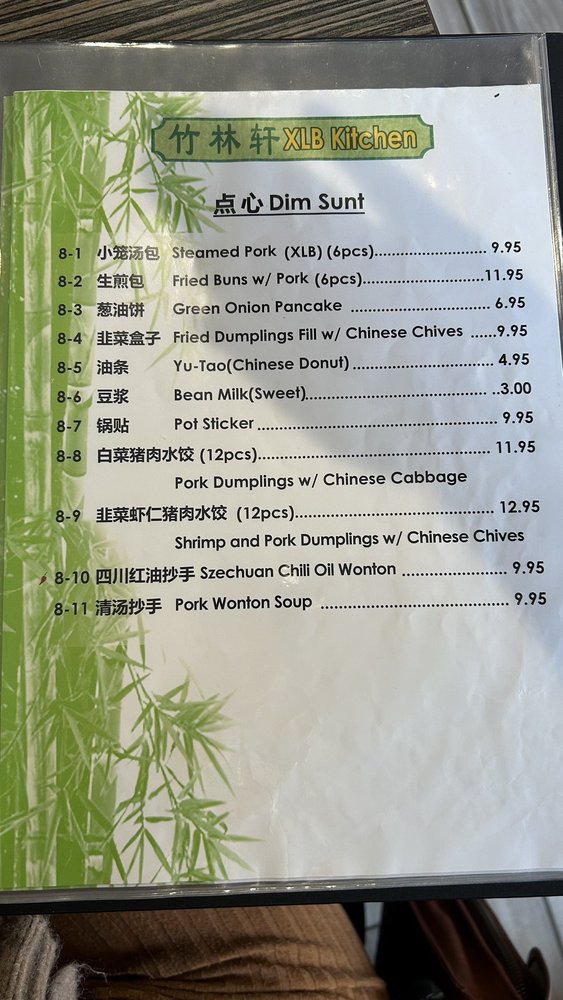 竹林轩 XLB Kitchen
点心 Dim Sunt
8-1 小笼汤包 Steamed Pork (XLB) (6pcs)........................... 9.95
8-2 生煎包 Fried Buns w/ Pork (6pcs)..............................11.95
8-3 葱油饼 Green Onion Pancake .................................... 6.95
8-4 韭菜盒子 Fried Dumplings Fill w/ Chinese Chives ......9.95
8-5 油条 Yu-Tao(Chinese Donut) .................................. 4.95
8-6 豆浆 Bean Milk(Sweet)............................................ ..3.00
8-7 锅贴 Pot Sticker .......................................................... 9.95
8-8 白菜猪肉水饺 (12pcs)......................................................... 11.95
Pork Dumplings w/ Chinese Cabbage
8-9 韭菜虾仁猪肉水饺 (12pcs)................................................ 12.95
Shrimp and Pork Dumplings w/ Chinese Chives
8-10 四川红油抄手 Szechuan Chili Oil Wonton ......................... 9.95
8-11 清汤抄手 Pork Wonton Soup ............................................. 9.95